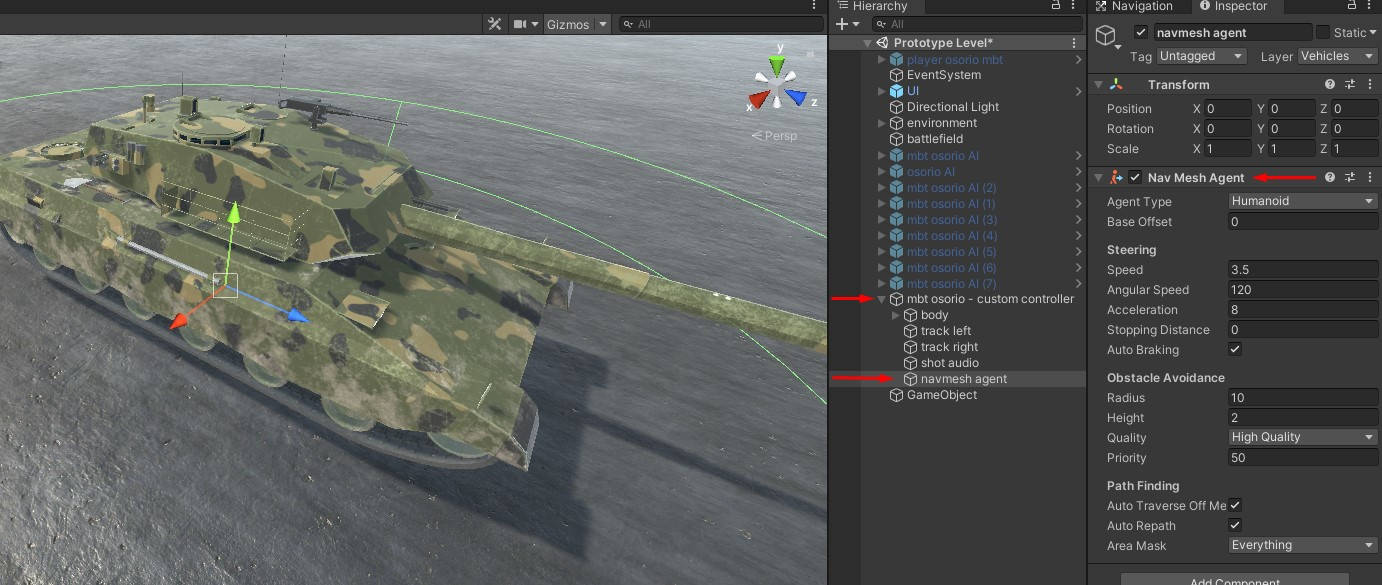 Gizmos
All
y
x
z
Persp
Hierarchy
All
Prototype Level*
player osorio mbt
EventSystem
UI
Directional Light
environment
battlefield
mbt osorio AI
osorio AI
mbt osorio AI (2)
mbt osorio AI (1)
mbt osorio AI (3)
mbt osorio AI (4)
mbt osorio AI (5)
mbt osorio AI (6)
mbt osorio AI (7)
mbt osorio - custom controller
body
track left
track right
shot audio
navmesh agent
GameObject
Navigation Inspector
navmesh agent Static
Tag Untagged Layer Vehicles
Transform
Position X 0 Y 0 Z 0
Rotation X 0 Y 0 Z 0
Scale X 1 Y 1 Z 1
Nav Mesh Agent
Agent Type Humanoid
Base Offset 0
Steering
Speed 3.5
Angular Speed 120
Acceleration 8
Stopping Distance 0
Auto Braking
Obstacle Avoidance
Radius 10
Height 2
Quality High Quality
Priority 50
Path Finding
Auto Traverse Off Me
Auto Repath
Area Mask Everything
Add Component